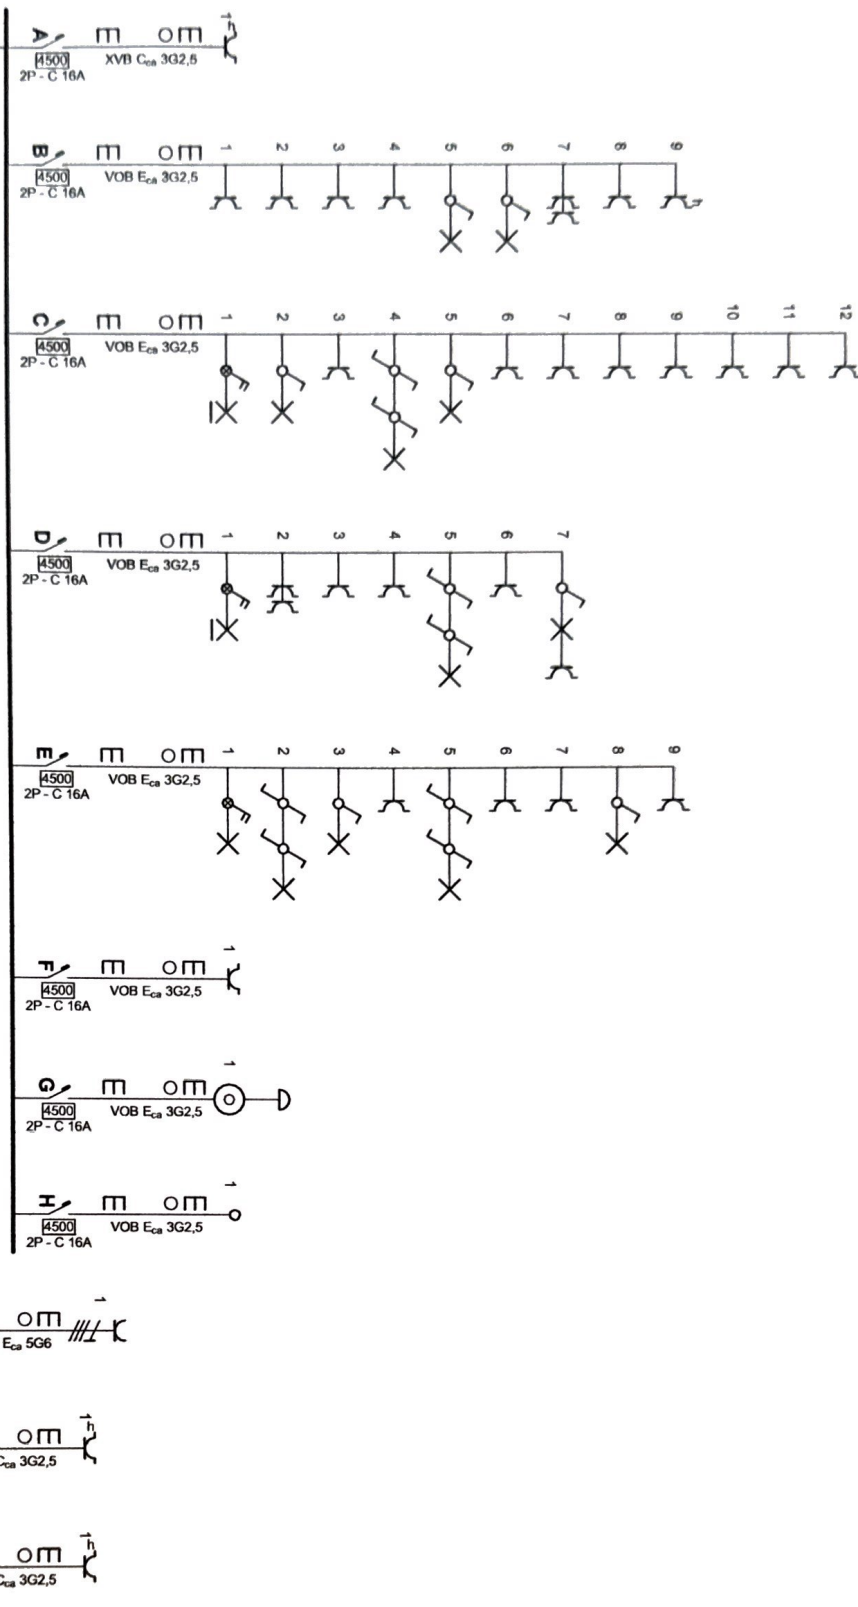 1 h
A
4500
2P - C 16A
XVB Cca 3G2,5
1 2 3 4 5 6 7 8 9
h
B
4500
2P - C 16A
VOB Eca 3G2,5
1 2 3 4 5 6 7 8 9 10 11 12
C
4500
2P - C 16A
VOB Eca 3G2,5
1 2 3 4 5 6 7
D
4500
2P - C 16A
VOB Eca 3G2,5
1 2 3 4 5 6 7 8 9
E
4500
2P - C 16A
VOB Eca 3G2,5
1
F
4500
2P - C 16A
VOB Eca 3G2,5
1
G
4500
2P - C 16A
VOB Eca 3G2,5
1
H
4500
2P - C 16A
VOB Eca 3G2,5
1
Eca 5G6
1 h
Cca 3G2,5
1 h
Cca 3G2,5